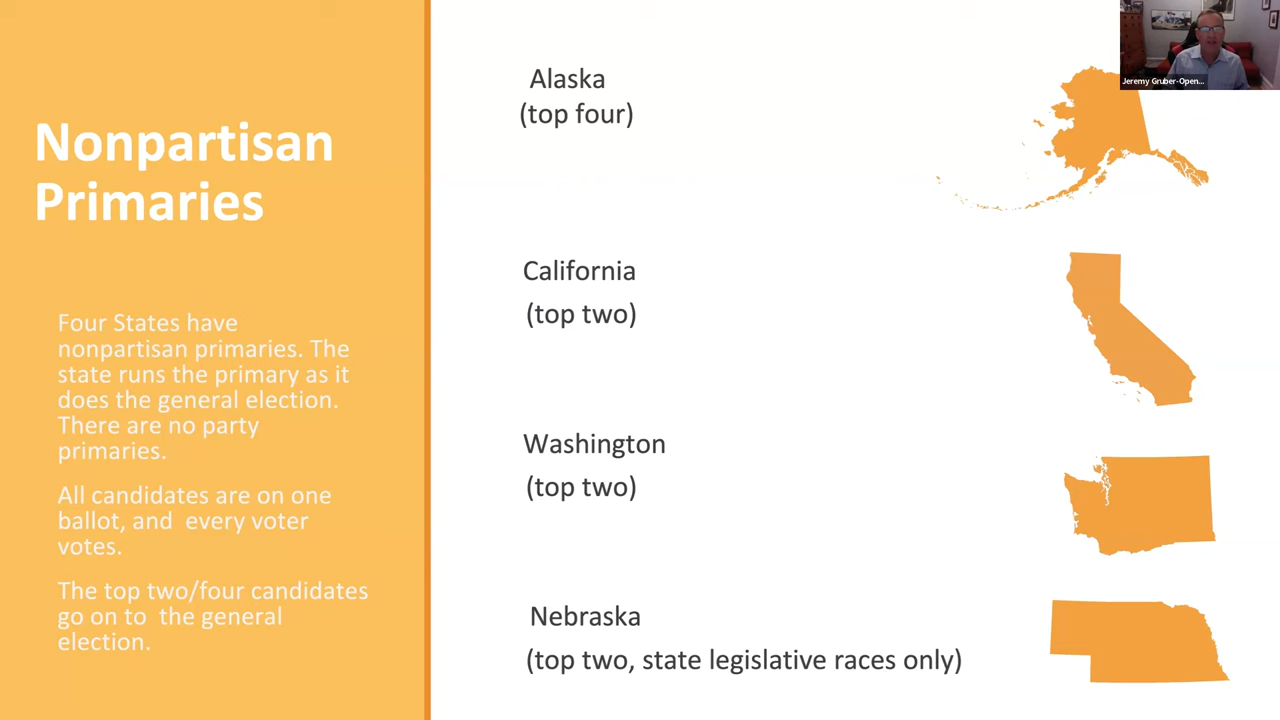 Nonpartisan
Primaries
Four States have
nonpartisan primaries. The
state runs the primary as it
does the general election.
There are no party
primaries.
All candidates are on one
ballot, and every voter
votes.
The top two/four candidates
go on to the general
election.
Alaska
(top four)
California
(top two)
Washington
(top two)
Nebraska
(top two, state legislative races only)
Jeremy Gruber-Open...